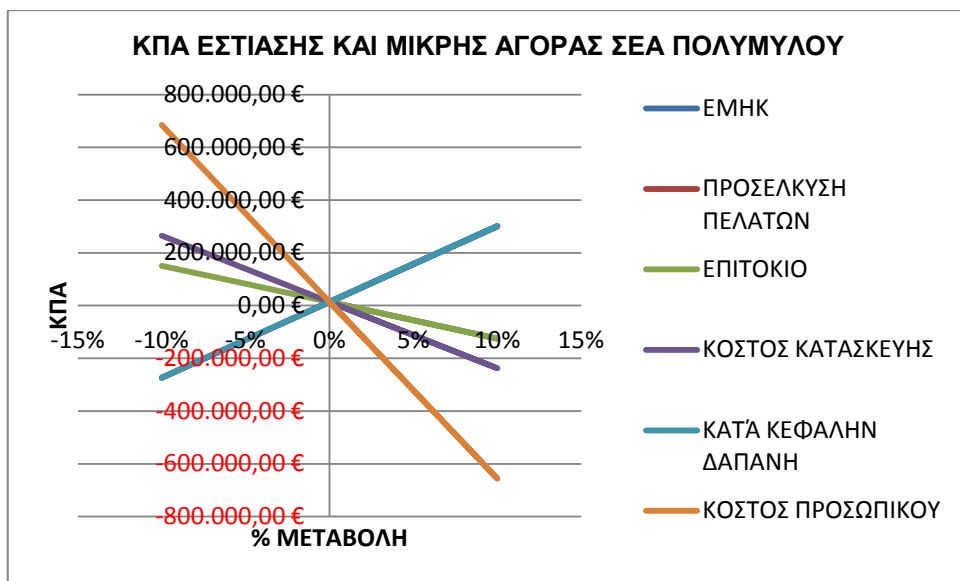 ΚΠΑ ΕΣΤΙΑΣΗΣ ΚΑΙ ΜΙΚΡΗΣ ΑΓΟΡΑΣ ΣΕΑ ΠΟΛΥΜΥΛΟΥ
800.000,00 €
600.000,00 €
400.000,00 €
200.000,00 €
0,00 €
-200.000,00 €
-400.000,00 €
-600.000,00 €
-800.000,00 €
ΚΠΑ
-15% -10% -5% 0% 5% 10% 15%
% ΜΕΤΑΒΟΛΗ
ΕΜΗΚ
ΠΡΟΣΕΛΚΥΣΗ
ΠΕΛΑΤΩΝ
ΕΠΙΤΟΚΙΟ
ΚΟΣΤΟΣ ΚΑΤΑΣΚΕΥΗΣ
ΚΑΤΆ ΚΕΦΑΛΗΝ
ΔΑΠΑΝΗ
ΚΟΣΤΟΣ ΠΡΟΣΩΠΙΚΟΥ